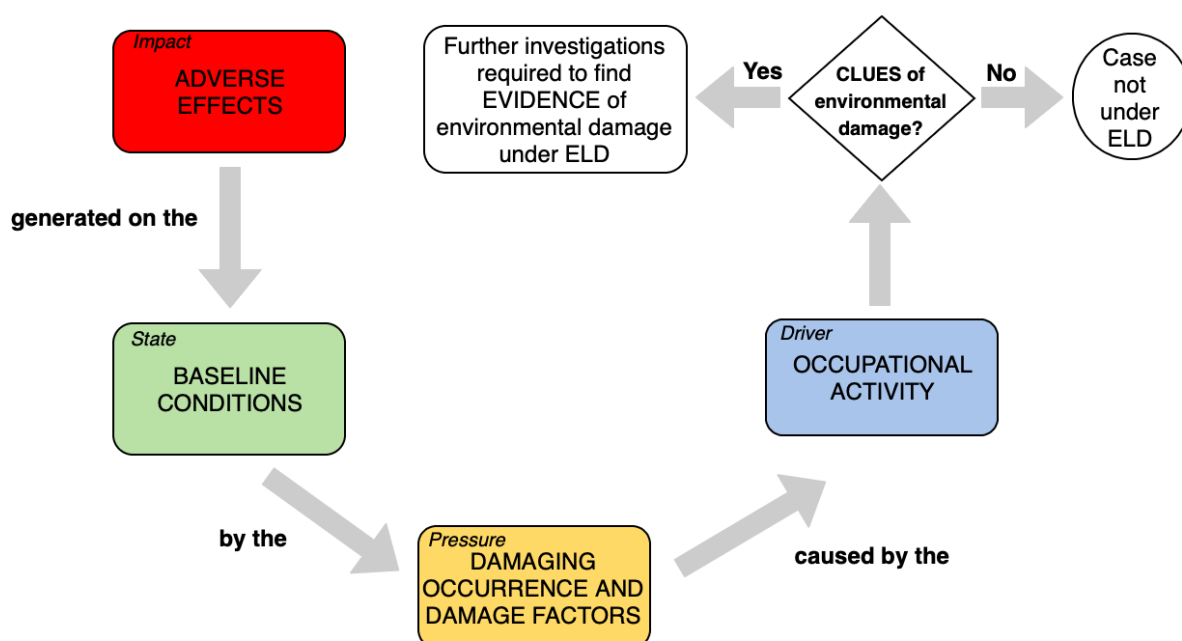 Impact
ADVERSE
EFFECTS
generated on the
State
BASELINE
CONDITIONS
by the
Pressure
DAMAGING
OCCURRENCE AND
DAMAGE FACTORS
caused by the
Driver
OCCUPATIONAL
ACTIVITY
CLUES of
environmental
damage?
Yes
Further investigations
required to find
EVIDENCE of
environmental damage
under ELD
No
Case
not
under
ELD